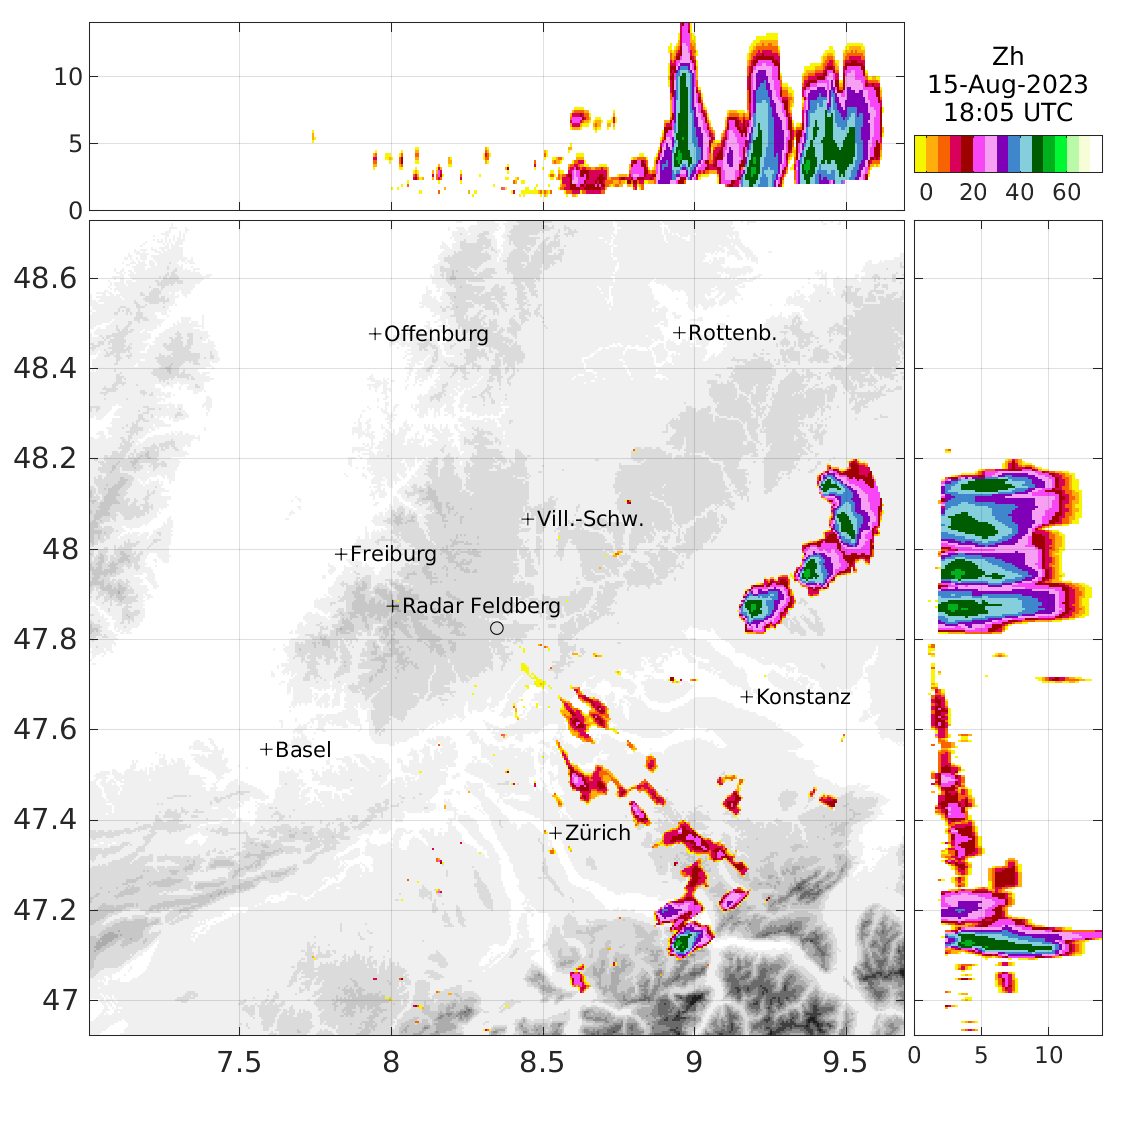 10
5
0
Zh
15-Aug-2023
18:05 UTC
0 20 40 60
48.6
48.4
48.2
48
47.8
47.6
47.4
47.2
47
+Offenburg
+Rottenb.
+Vill.-Schw.
+Freiburg
+Radar Feldberg
+Konstanz
+Basel
+Zürich
7.5 8 8.5 9 9.5
0 5 10